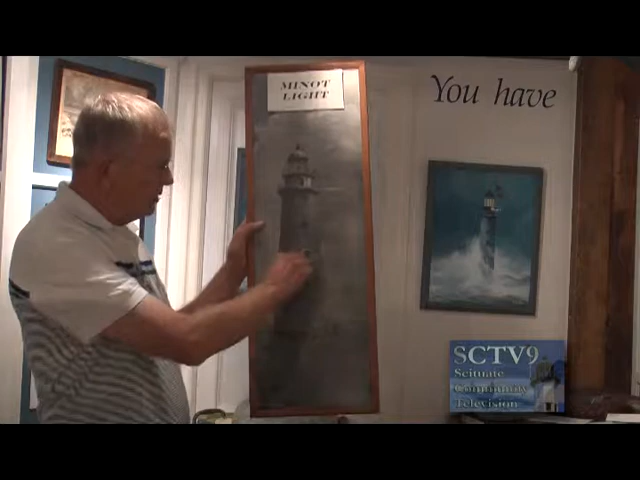 MINOT
LIGHT
You have
SCTV9
Scituate
Community
Television